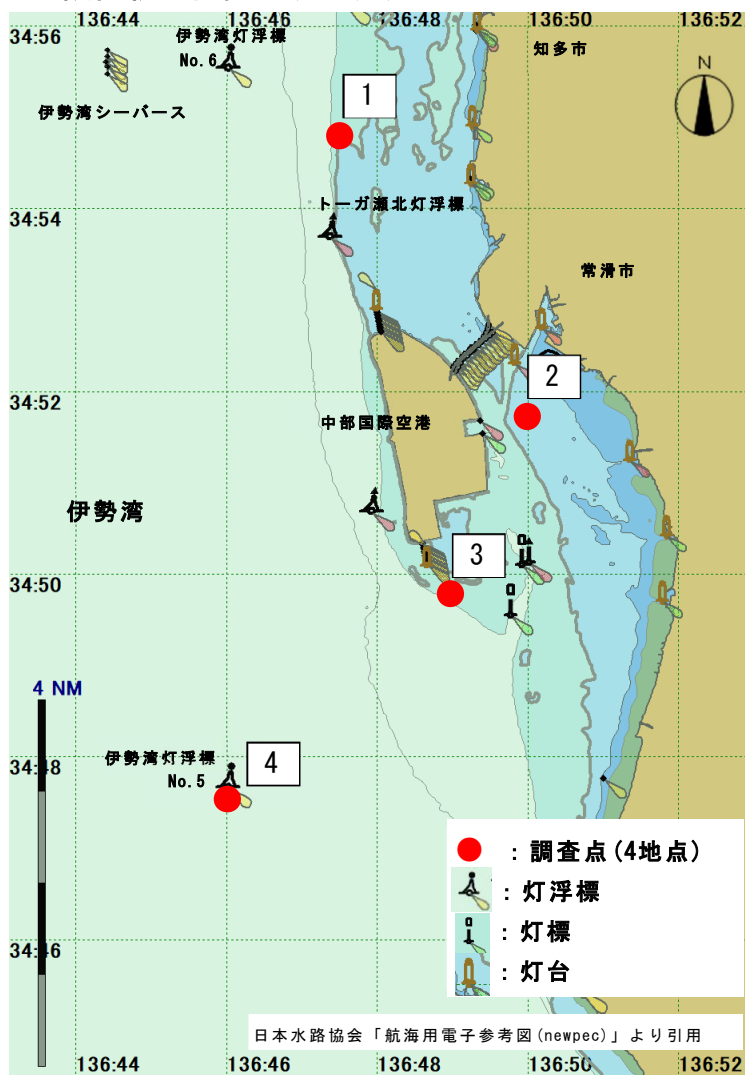 136:44 136:46 136:48 136:50 136:52
34:56
伊勢湾灯浮標
No.6
知多市
N
伊勢湾シーバース
1
34:54
トーガ瀬北灯浮標
常滑市
34:52
2
中部国際空港
伊勢湾
34:50
3
4 NM
34:48
伊勢湾灯浮標
No.5
4
：調査点(4地点)
：灯浮標
：灯標
：灯台
34:46
日本水路協会「航海用電子参考図(newpec)」より引用
136:44 136:46 136:48 136:50 136:52